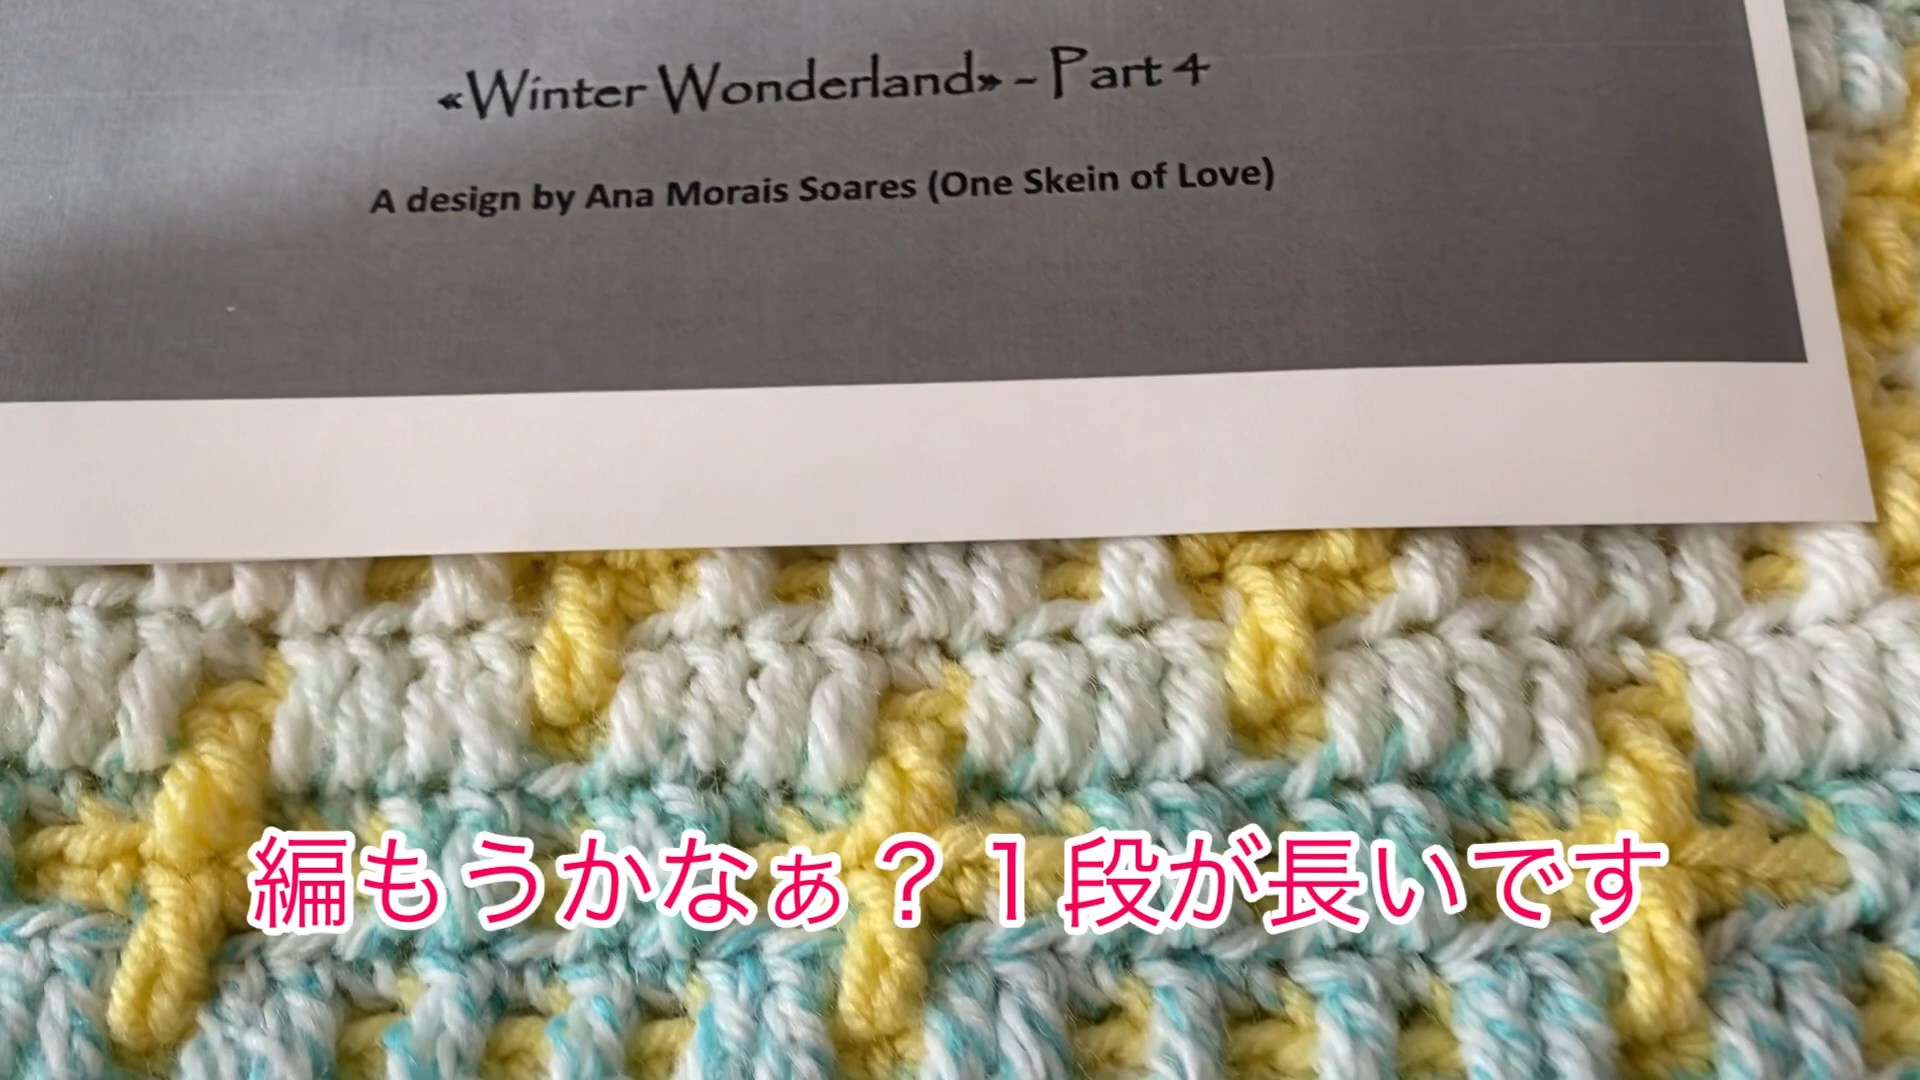 «Winter Wonderland» - Part 4
A design by Ana Morais Soares (One Skein of Love)
編もうかなぁ？１段が長いです